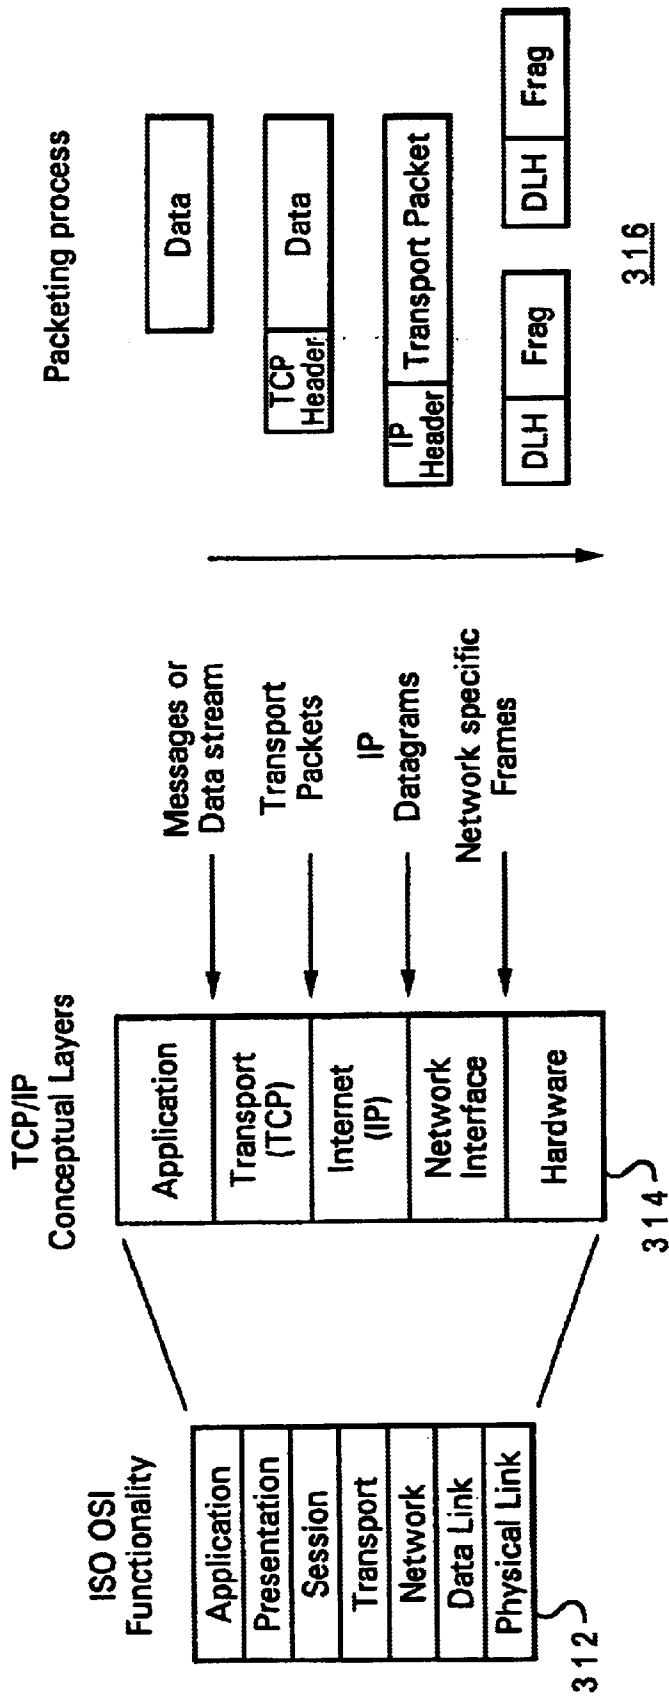 ISO OSI
Functionality
Application
Presentation
Session
Transport
Network
Data Link
Physical Link
312
TCP/IP
Conceptual Layers
Application
Transport
(TCP)
Internet
(IP)
Network
Interface
Hardware
314
Messages or
Data stream
Transport
Packets
IP
Datagrams
Network specific
Frames
Packeting process
Data
TCP
Header
Data
IP
Header
Transport Packet
DLH
Frag
DLH
Frag
316